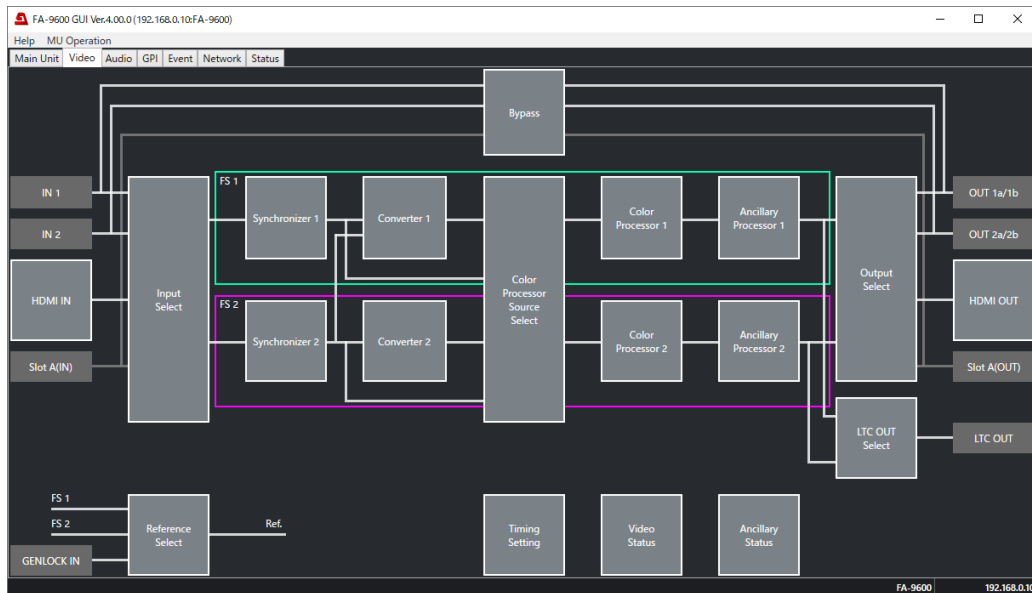 FA-9600 GUI Ver.4.00.0 (192.168.0.10:FA-9600)
Help MU Operation
Main Unit Video Audio GPI Event Network Status
Bypass
FS 1
IN 1
Synchronizer 1
Converter 1
Color
Processor 1
Ancillary
Processor 1
OUT 1a/1b
IN 2
OUT 2a/2b
HDMI IN
Input
Select
Color
Processor
Source
Select
Output
Select
HDMI OUT
FS 2
Synchronizer 2
Converter 2
Color
Processor 2
Ancillary
Processor 2
Slot A(IN)
Slot A(OUT)
LTC OUT
Select
LTC OUT
FS 1
FS 2
Reference
Select
Ref.
GENLOCK IN
Timing
Setting
Video
Status
Ancillary
Status
FA-9600 192.168.0.10